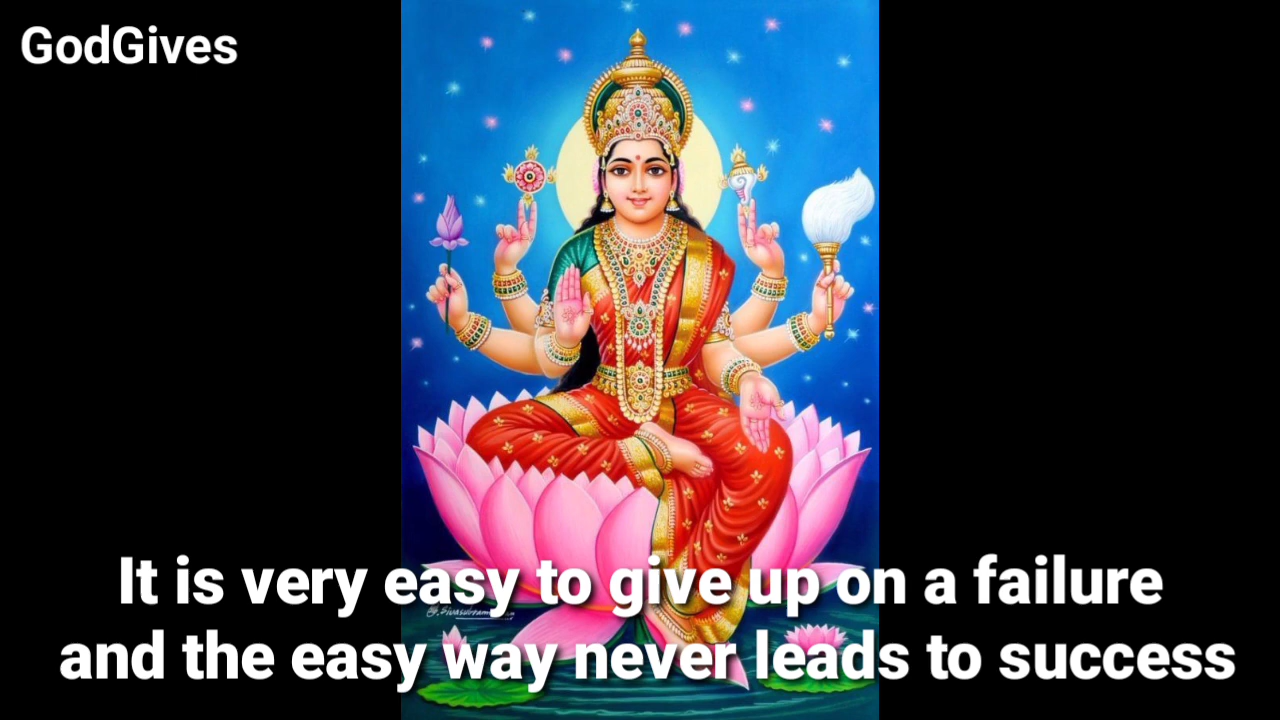 GodGives
It is very easy to give up on a failure
and the easy way never leads to success